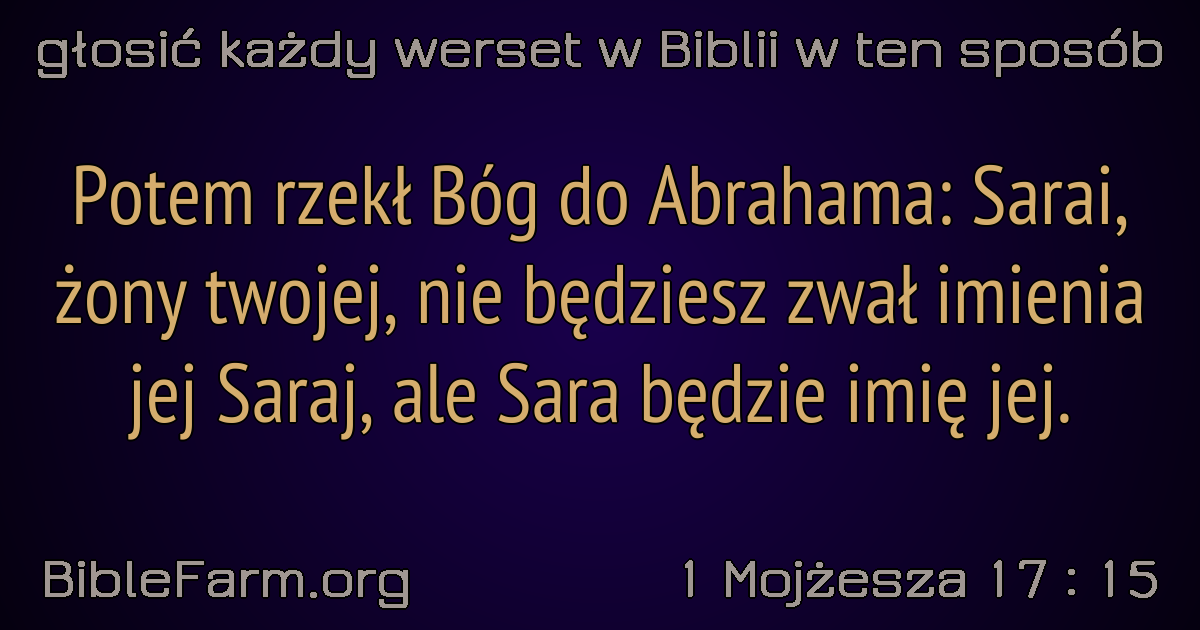 głosić każdy werset w Biblii w ten sposób
Potem rzekł Bóg do Abrahama: Sarai,
żony twojej, nie będziesz zwał imienia
jej Saraj, ale Sara będzie imię jej.
BibleFarm.org
1 Mojżesza 17 : 15